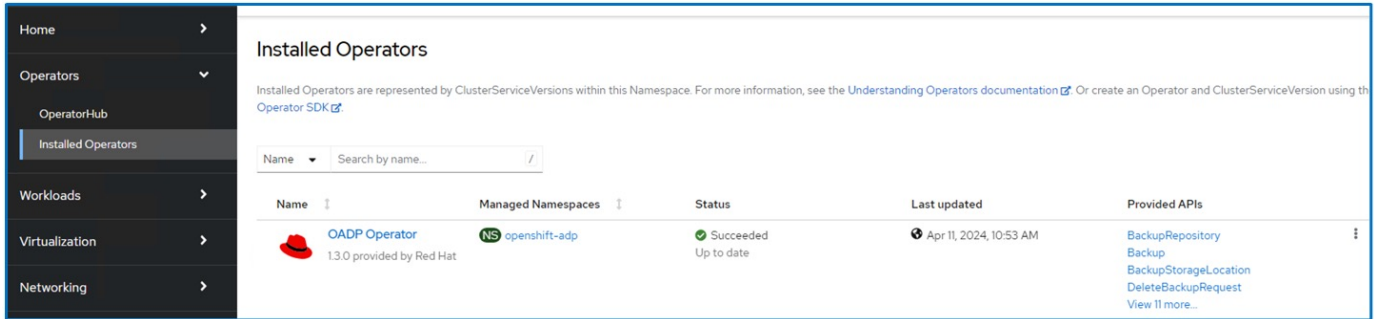 Home
Operators
OperatorHub
Installed Operators
Workloads
Virtualization
Networking
Installed Operators
Installed Operators are represented by ClusterServiceVersions within this Namespace. For more information, see the Understanding Operators documentation. Or create an Operator and ClusterServiceVersion using th
Operator SDK.
Name Search by name... /
Name Managed Namespaces Status Last updated Provided APIs
OADP Operator NS openshift-adp Succeeded Apr 11, 2024, 10:53 AM BackupRepository
1.3.0 provided by Red Hat Up to date Backup
BackupStorageLocation
DeleteBackupRequest
View 11 more...